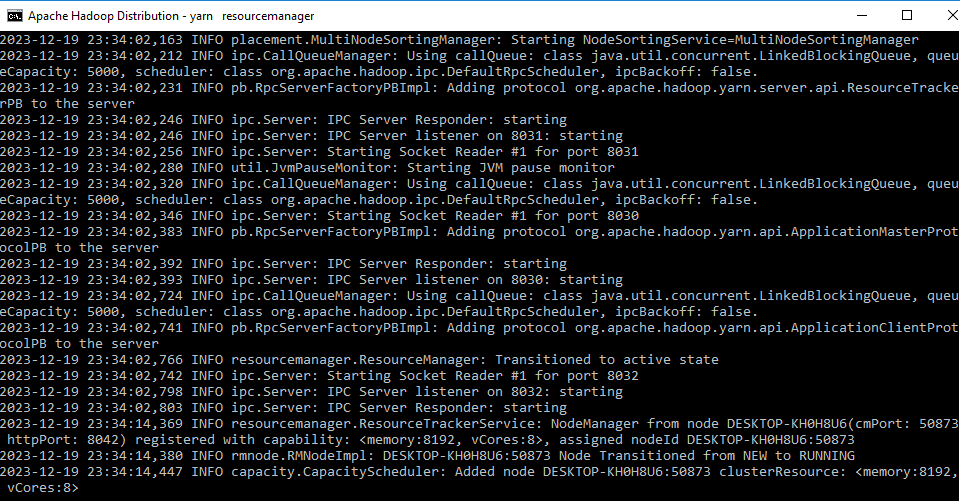 Apache Hadoop Distribution - yarn resourcemanager
2023-12-19 23:34:02,163 INFO placement.MultiNodeSortingManager: Starting NodeSortingService=MultiNodeSortingManager
2023-12-19 23:34:02,212 INFO ipc.CallQueueManager: Using callQueue: class java.util.concurrent.LinkedBlockingQueue, queu
eCapacity: 5000, scheduler: class org.apache.hadoop.ipc.DefaultRpcScheduler, ipcBackoff: false.
2023-12-19 23:34:02,231 INFO pb.RpcServerFactoryPBImpl: Adding protocol org.apache.hadoop.yarn.server.api.ResourceTracke
rPB to the server
2023-12-19 23:34:02,246 INFO ipc.Server: IPC Server Responder: starting
2023-12-19 23:34:02,246 INFO ipc.Server: IPC Server listener on 8031: starting
2023-12-19 23:34:02,256 INFO ipc.Server: Starting Socket Reader #1 for port 8031
2023-12-19 23:34:02,280 INFO util.JvmPauseMonitor: Starting JVM pause monitor
2023-12-19 23:34:02,320 INFO ipc.CallQueueManager: Using callQueue: class java.util.concurrent.LinkedBlockingQueue, queu
eCapacity: 5000, scheduler: class org.apache.hadoop.ipc.DefaultRpcScheduler, ipcBackoff: false.
2023-12-19 23:34:02,346 INFO ipc.Server: Starting Socket Reader #1 for port 8030
2023-12-19 23:34:02,383 INFO pb.RpcServerFactoryPBImpl: Adding protocol org.apache.hadoop.yarn.api.ApplicationMasterProt
ocolPB to the server
2023-12-19 23:34:02,392 INFO ipc.Server: IPC Server Responder: starting
2023-12-19 23:34:02,393 INFO ipc.Server: IPC Server listener on 8030: starting
2023-12-19 23:34:02,724 INFO ipc.CallQueueManager: Using callQueue: class java.util.concurrent.LinkedBlockingQueue, queu
eCapacity: 5000, scheduler: class org.apache.hadoop.ipc.DefaultRpcScheduler, ipcBackoff: false.
2023-12-19 23:34:02,741 INFO pb.RpcServerFactoryPBImpl: Adding protocol org.apache.hadoop.yarn.api.ApplicationClientProt
ocolPB to the server
2023-12-19 23:34:02,766 INFO resourcemanager.ResourceManager: Transitioned to active state
2023-12-19 23:34:02,742 INFO ipc.Server: Starting Socket Reader #1 for port 8032
2023-12-19 23:34:02,798 INFO ipc.Server: IPC Server listener on 8032: starting
2023-12-19 23:34:02,803 INFO ipc.Server: IPC Server Responder: starting
2023-12-19 23:34:14,369 INFO resourcemanager.ResourceTrackerService: NodeManager from node DESKTOP-KH0H8U6(cmPort: 50873
httpPort: 8042) registered with capability: <memory:8192, vCores:8>, assigned nodeId DESKTOP-KH0H8U6:50873
2023-12-19 23:34:14,380 INFO rmnode.RMNodeImpl: DESKTOP-KH0H8U6:50873 Node Transitioned from NEW to RUNNING
2023-12-19 23:34:14,447 INFO capacity.CapacityScheduler: Added node DESKTOP-KH0H8U6:50873 clusterResource: <memory:8192,
vCores:8>